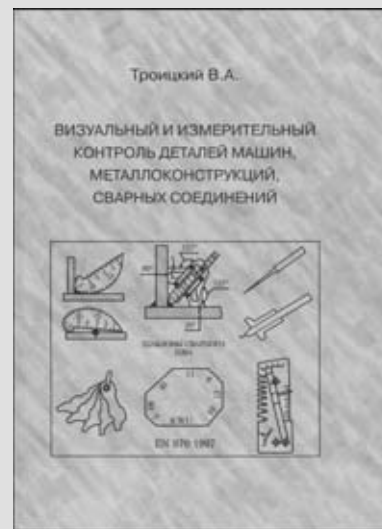 Троицкий В.А.
ВИЗУАЛЬНЫЙ И ИЗМЕРИТЕЛЬНЫЙ
КОНТРОЛЬ ДЕТАЛЕЙ МАШИН,
МЕТАЛЛОКОНСТРУКЦИЙ,
СВАРНЫХ СОЕДИНЕНИЙ
EN 970 1997